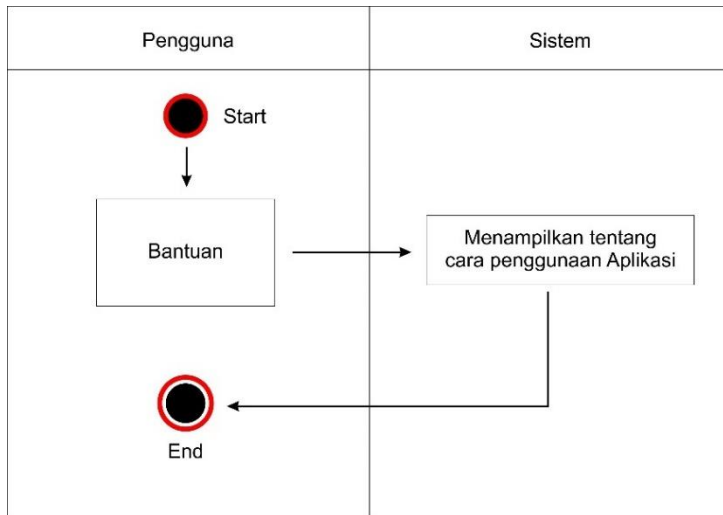 Pengguna
Sistem
Start
Bantuan
Menampilkan tentang
cara penggunaan Aplikasi
End